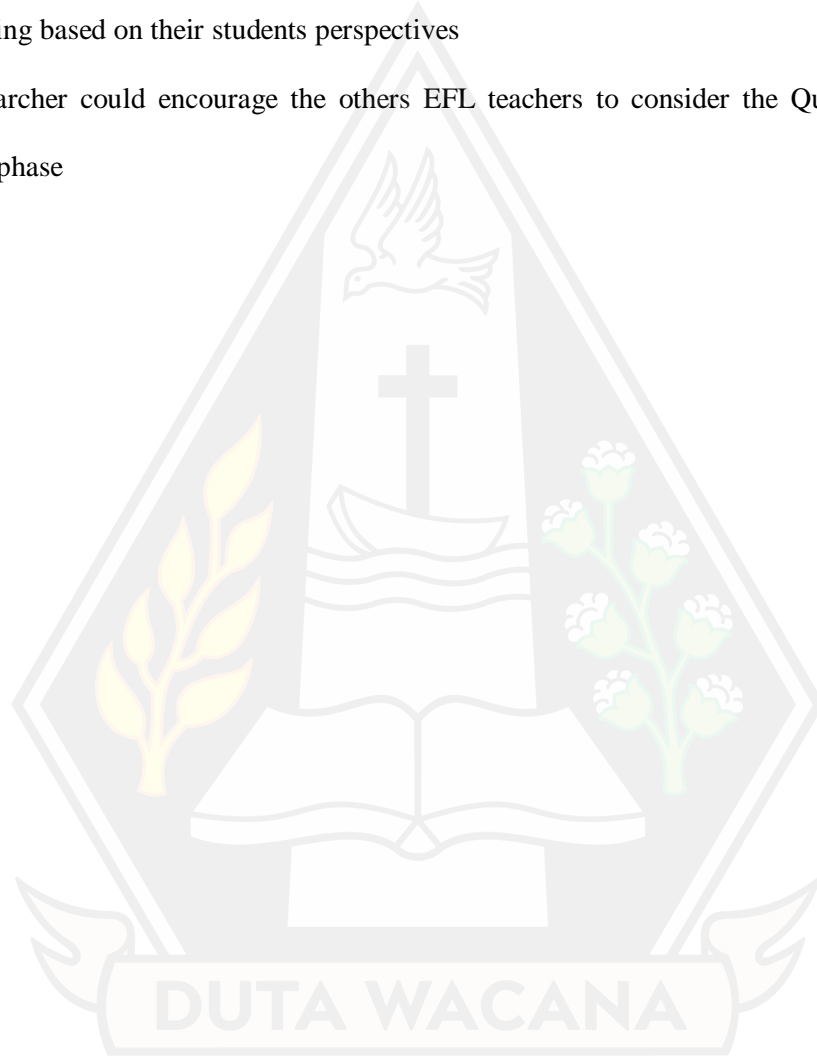 ing based on their students perspectives
archer could encourage the others EFL teachers to consider the Qu
phase
DUTA WACANA